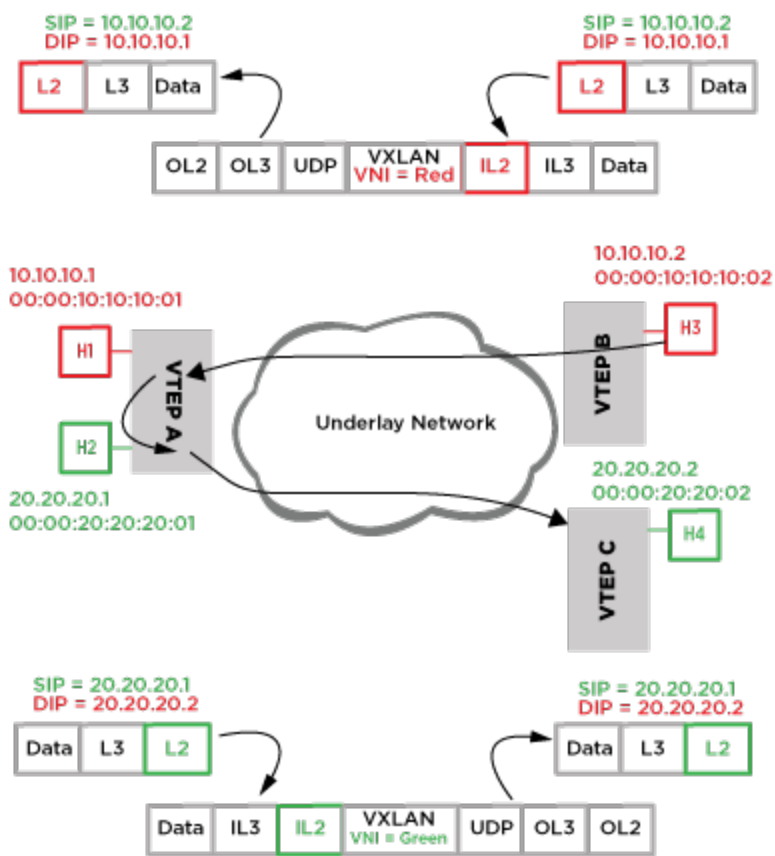 SIP = 10.10.10.2
DIP = 10.10.10.1
L2 L3 Data
SIP = 10.10.10.2
DIP = 10.10.10.1
L2 L3 Data
OL2 OL3 UDP VXLAN IL2 IL3 Data
VNI = Red
10.10.10.1
00:00:10:10:10:01
10.10.10.2
00:00:10:10:10:02
H1
VTEP A
H2
Underlay Network
VTEP B
H3
20.20.20.1
00:00:20:20:20:01
20.20.20.2
00:00:20:20:02
VTEP C
H4
SIP = 20.20.20.1
DIP = 20.20.20.2
Data L3 L2
SIP = 20.20.20.1
DIP = 20.20.20.2
Data L3 L2
Data IL3 IL2 VXLAN UDP OL3 OL2
VNI = Green